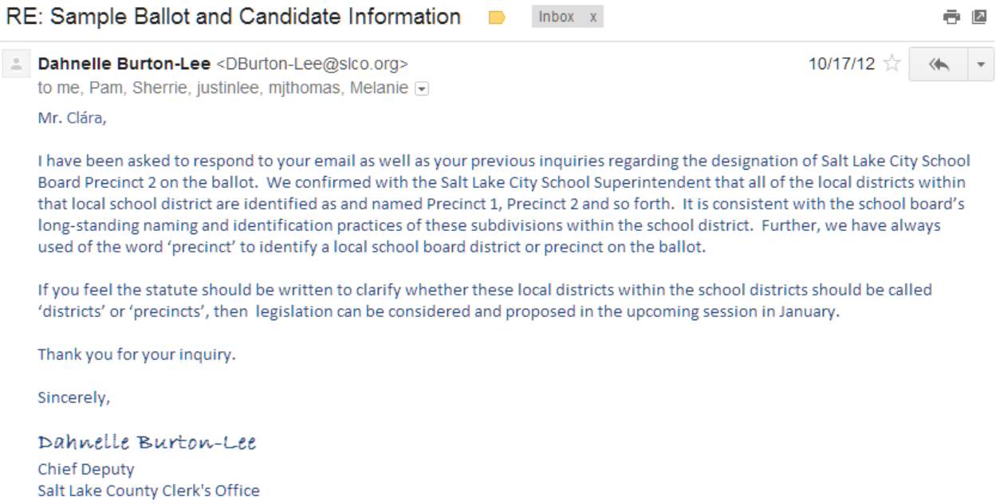 RE: Sample Ballot and Candidate Information
Inbox x
Dahnelle Burton-Lee <DBurton-Lee@slco.org>
10/17/12
to me, Pam, Sherrie, justinlee, mjthomas, Melanie
Mr. Clára,
I have been asked to respond to your email as well as your previous inquiries regarding the designation of Salt Lake City School
Board Precinct 2 on the ballot.  We confirmed with the Salt Lake City School Superintendent that all of the local districts within
that local school district are identified as and named Precinct 1, Precinct 2 and so forth.  It is consistent with the school board's
long-standing naming and identification practices of these subdivisions within the school district.  Further, we have always
used of the word 'precinct' to identify a local school board district or precinct on the ballot.
If you feel the statute should be written to clarify whether these local districts within the school districts should be called
'districts' or 'precincts', then  legislation can be considered and proposed in the upcoming session in January.
Thank you for your inquiry.
Sincerely,
Dahnelle Burton-Lee
Chief Deputy
Salt Lake County Clerk's Office